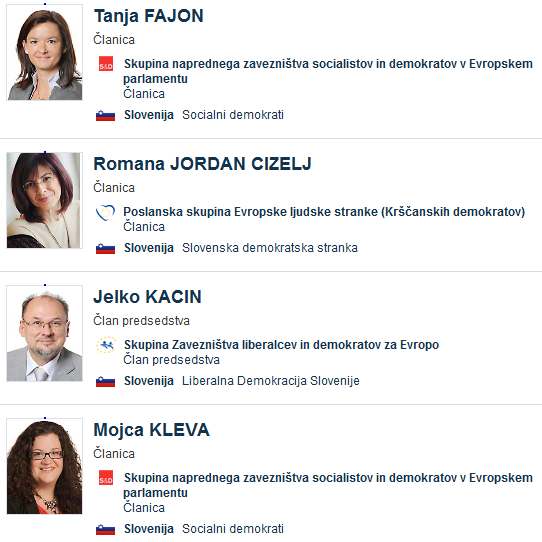 Tanja FAJON
Članica
S&D Skupina naprednega zavezništva socialistov in demokratov v Evropskem
parlamentu
Članica
Slovenija Socialni demokrati
Romana JORDAN CIZELJ
Članica
Poslanska skupina Evropske ljudske stranke (Krščanskih demokratov)
Članica
Slovenija Slovenska demokratska stranka
Jelko KACIN
Član predsedstva
Skupina Zavezništva liberalcev in demokratov za Evropo
Član predsedstva
Slovenija Liberalna Demokracija Slovenije
Mojca KLEVA
Članica
S&D Skupina naprednega zavezništva socialistov in demokratov v Evropskem
parlamentu
Članica
Slovenija Socialni demokrati